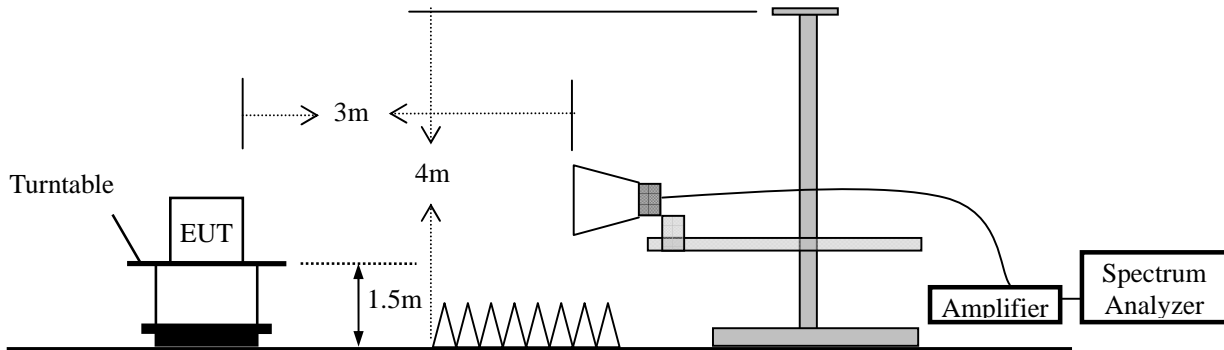 3m
4m
Turntable
EUT
1.5m
Amplifier
Spectrum
Analyzer